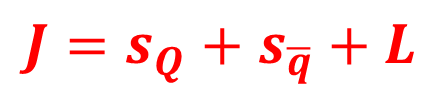 J = s_Q + s_q̅ + L